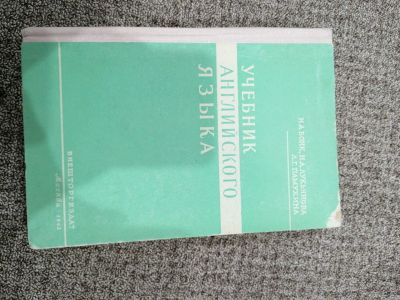 Н.А.БОНК, Н.А.ЛУКЬЯНОВА
Л.Г.ПАМУХИНА
УЧЕБНИК
АНГЛИЙСКОГО
ЯЗЫКА
ВНЕШТОРГИЗДАТ
Москва